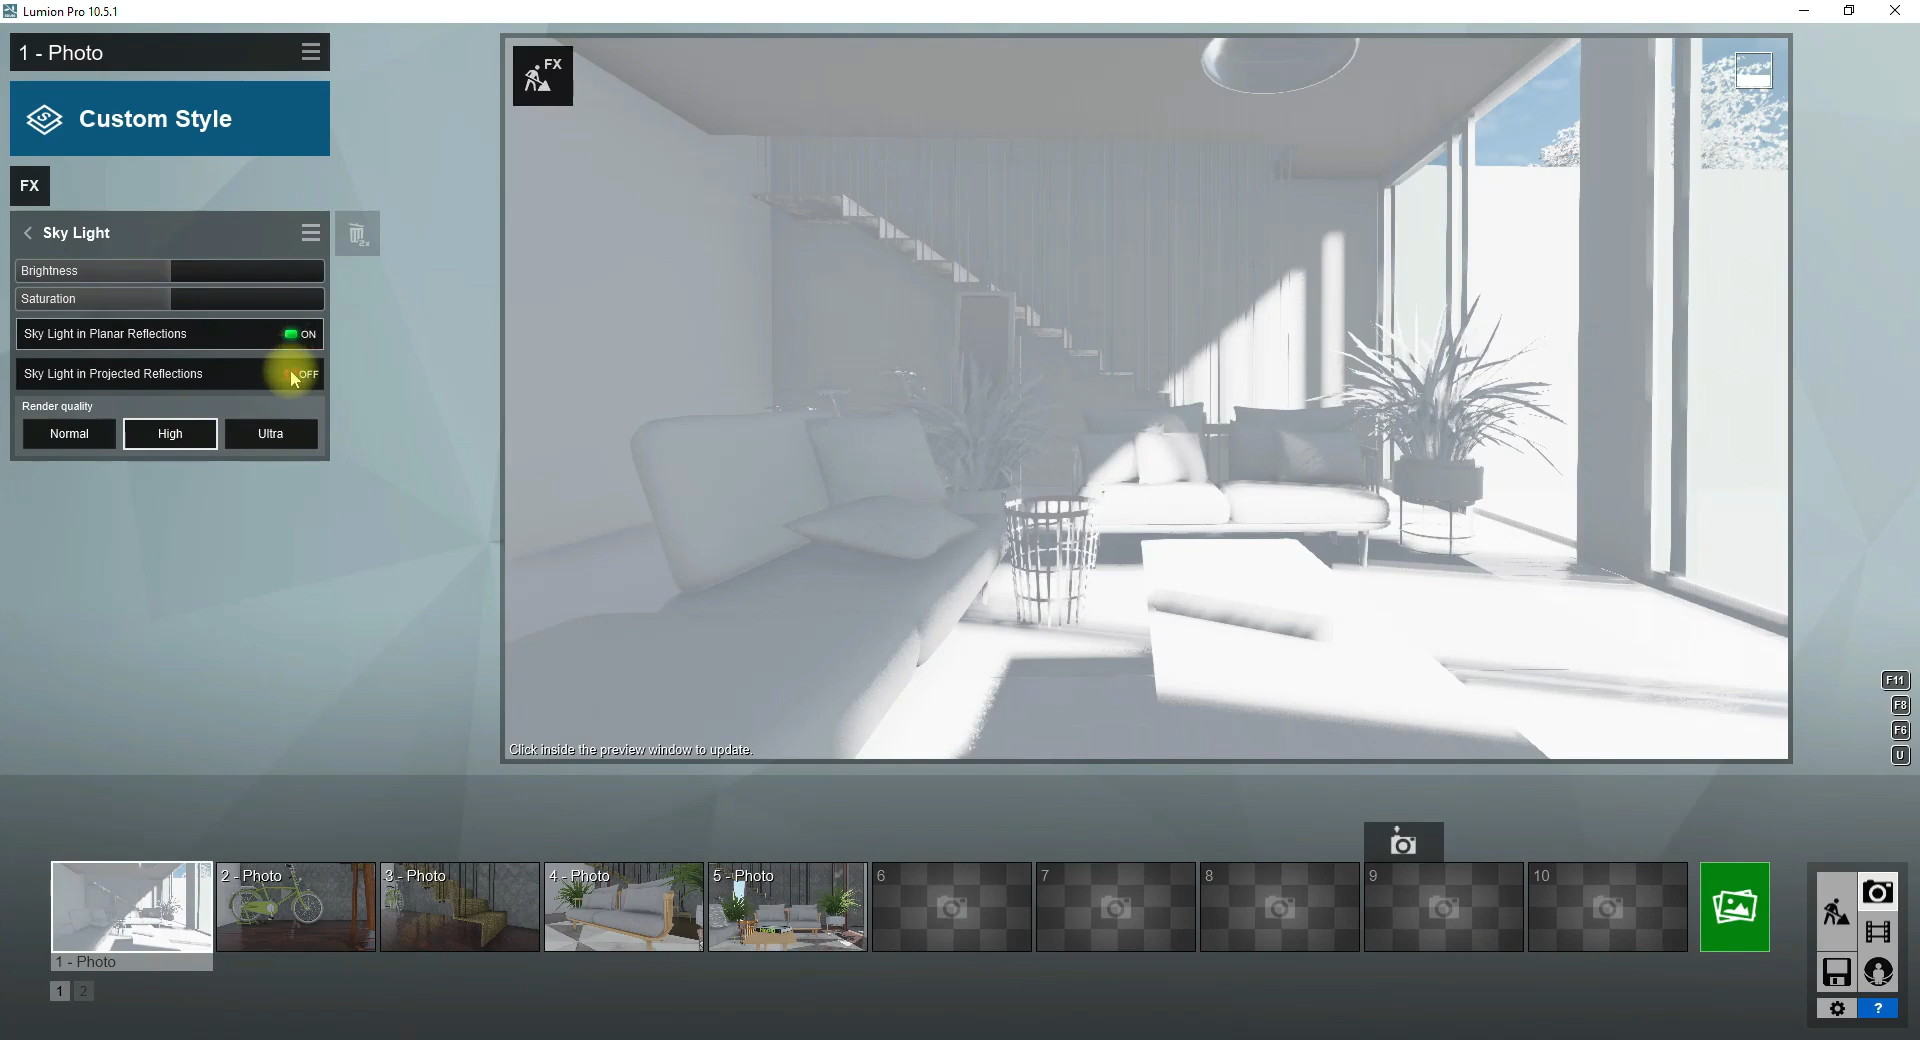 Lumion Pro 10.5.1
1 - Photo
Custom Style
FX
Sky Light
2x
Brightness
Saturation
Sky Light in Planar Reflections ON
Sky Light in Projected Reflections OFF
Render quality
Normal High Ultra
FX
Click inside the preview window to update.
F11
F8
F6
U
2 - Photo
3 - Photo
4 - Photo
5 - Photo
6
7
8
9
10
1 - Photo
1 2
?